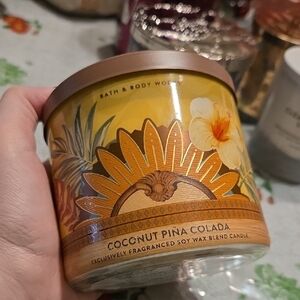 BATH & BODY WORKS
COCONUT PIÑA COLADA
EXCLUSIVELY FRAGRANCED SOY WAX BLEND CANDLE